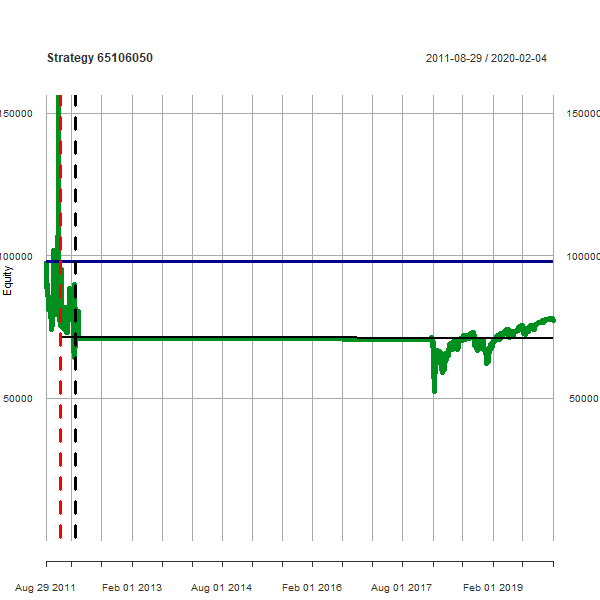 Strategy 65106050 2011-08-29 / 2020-02-04
150000 150000
100000 100000
Equity
50000 50000
Aug 29 2011 Feb 01 2013 Aug 01 2014 Feb 01 2016 Aug 01 2017 Feb 01 2019